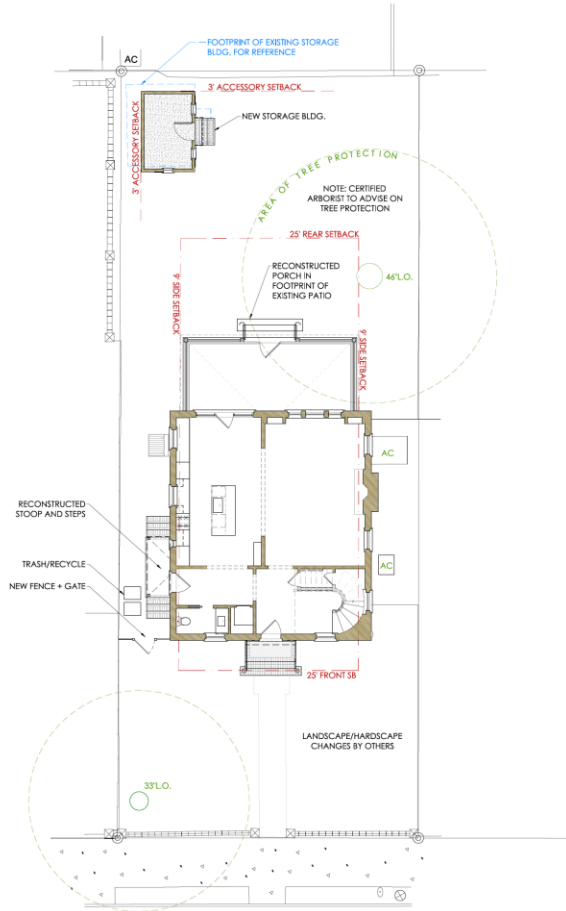 FOOTPRINT OF EXISTING STORAGE
BLDG. FOR REFERENCE
AC
3' ACCESSORY SETBACK
3' ACCESSORY SETBACK
NEW STORAGE BLDG.
AREA OF TREE PROTECTION
NOTE: CERTIFIED
ARBORIST TO ADVISE ON
TREE PROTECTION
25' REAR SETBACK
RECONSTRUCTED
PORCH IN
FOOTPRINT OF
EXISTING PATIO
46"L.O.
9' SIDE SETBACK
9' SIDE SETBACK
AC
RECONSTRUCTED
STOOP AND STEPS
TRASH/RECYCLE
AC
NEW FENCE + GATE
25' FRONT SB
LANDSCAPE/HARDSCAPE
CHANGES BY OTHERS
33"L.O.